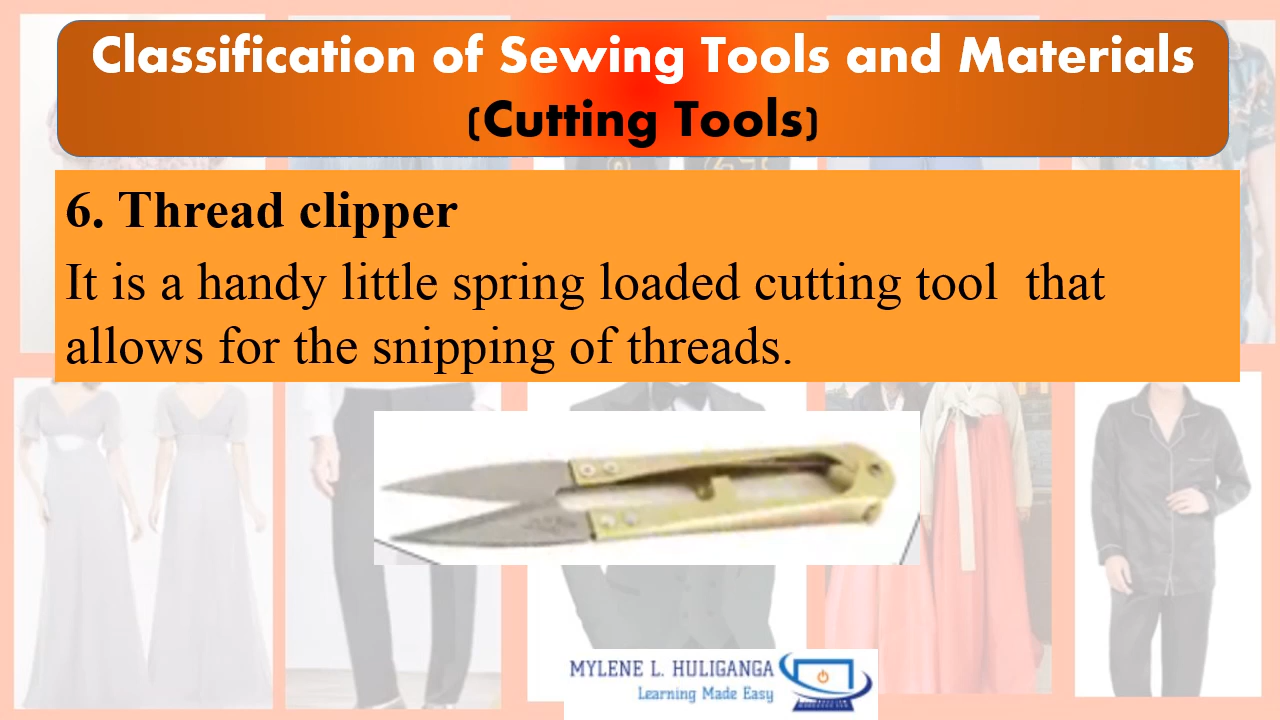 Classification of Sewing Tools and Materials
(Cutting Tools)
6. Thread clipper
It is a handy little spring loaded cutting tool  that
allows for the snipping of threads.
MYLENE L. HULIGANGA
Learning Made Easy